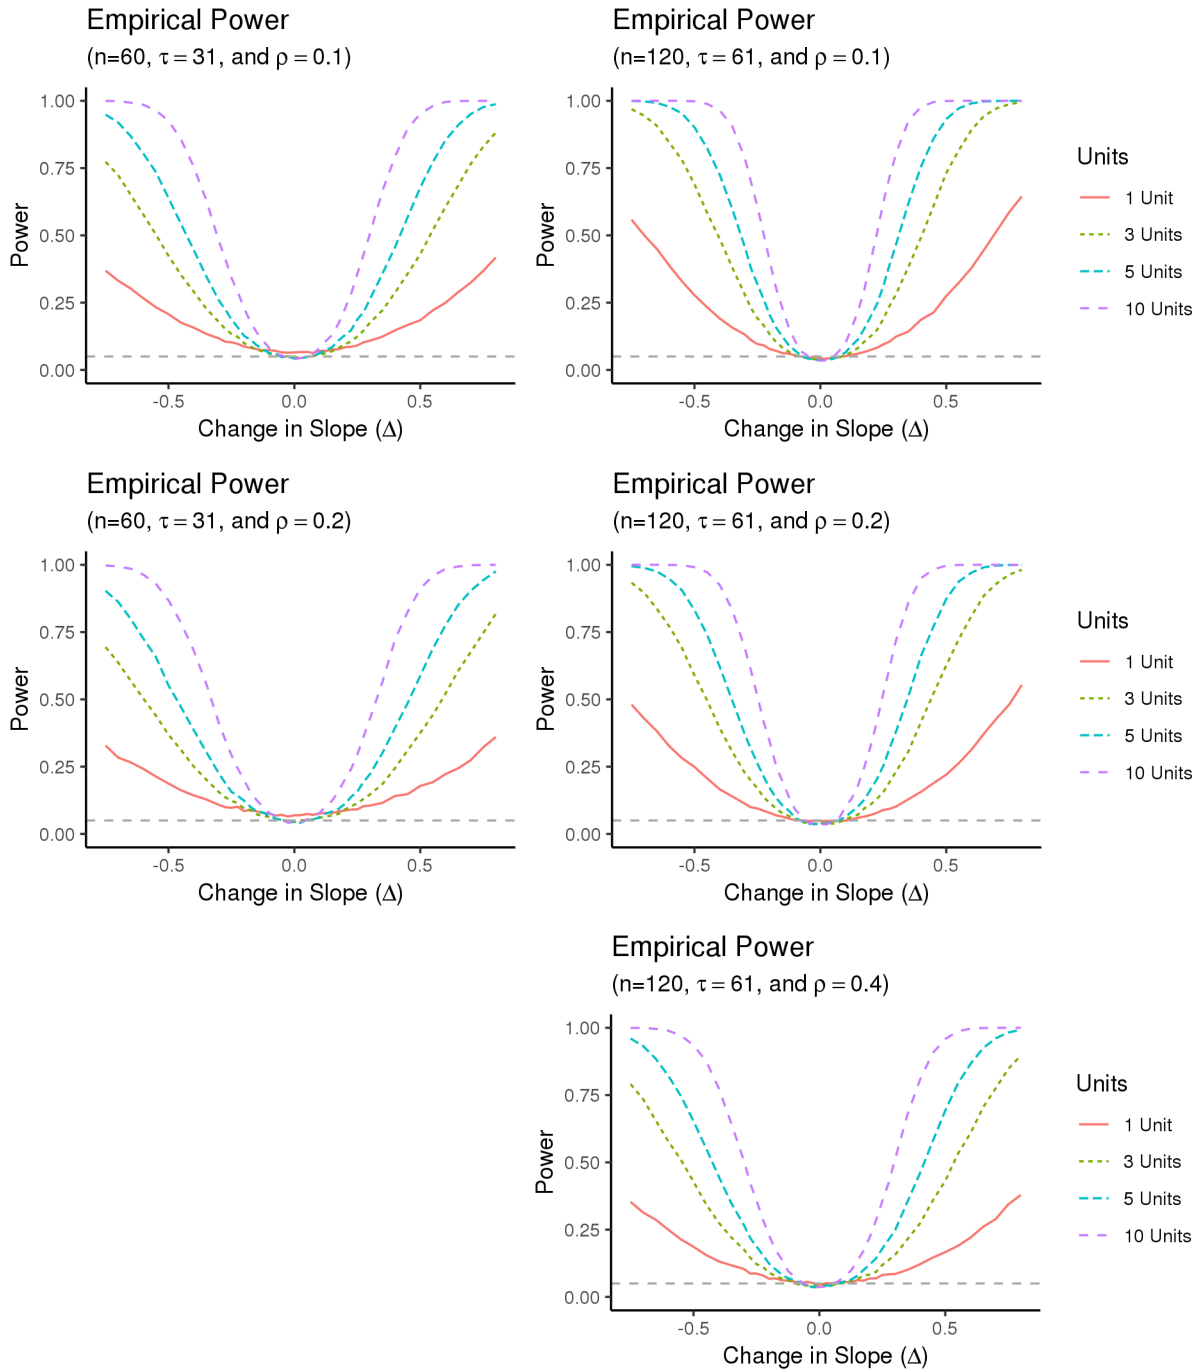 Empirical Power
(n=60, τ = 31, and ρ = 0.1)
1.00
0.75
0.50
0.25
0.00
Power
-0.5
0.0
0.5
Change in Slope (Δ)
Empirical Power
(n=120, τ = 61, and ρ = 0.1)
1.00
0.75
0.50
0.25
0.00
Power
-0.5
0.0
0.5
Change in Slope (Δ)
Units
1 Unit
3 Units
5 Units
10 Units
Empirical Power
(n=60, τ = 31, and ρ = 0.2)
1.00
0.75
0.50
0.25
0.00
Power
-0.5
0.0
0.5
Change in Slope (Δ)
Empirical Power
(n=120, τ = 61, and ρ = 0.2)
1.00
0.75
0.50
0.25
0.00
Power
-0.5
0.0
0.5
Change in Slope (Δ)
Units
1 Unit
3 Units
5 Units
10 Units
Empirical Power
(n=120, τ = 61, and ρ = 0.4)
1.00
0.75
0.50
0.25
0.00
Power
-0.5
0.0
0.5
Change in Slope (Δ)
Units
1 Unit
3 Units
5 Units
10 Units